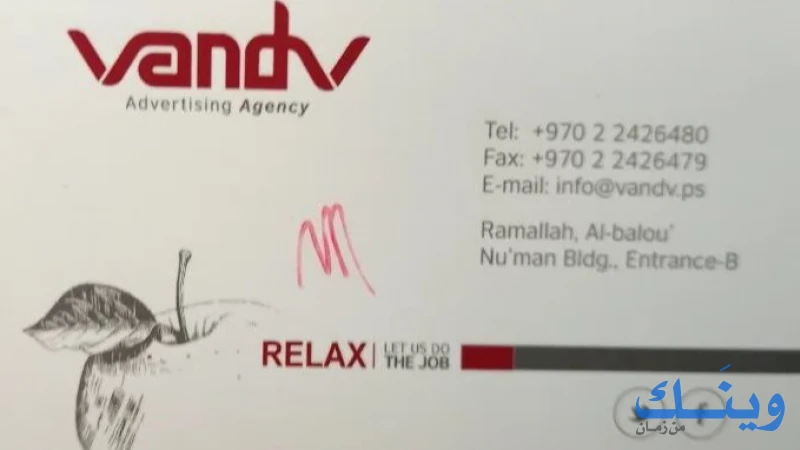 vandv
Advertising Agency
Tel: +970 2 2426480
Fax: +970 2 2426479
E-mail: info@vandv.ps
Ramallah, Al-balou'
Nu'man Bldg., Entrance-B
RELAX
LET US DO
THE JOB
وينَك
من زمان